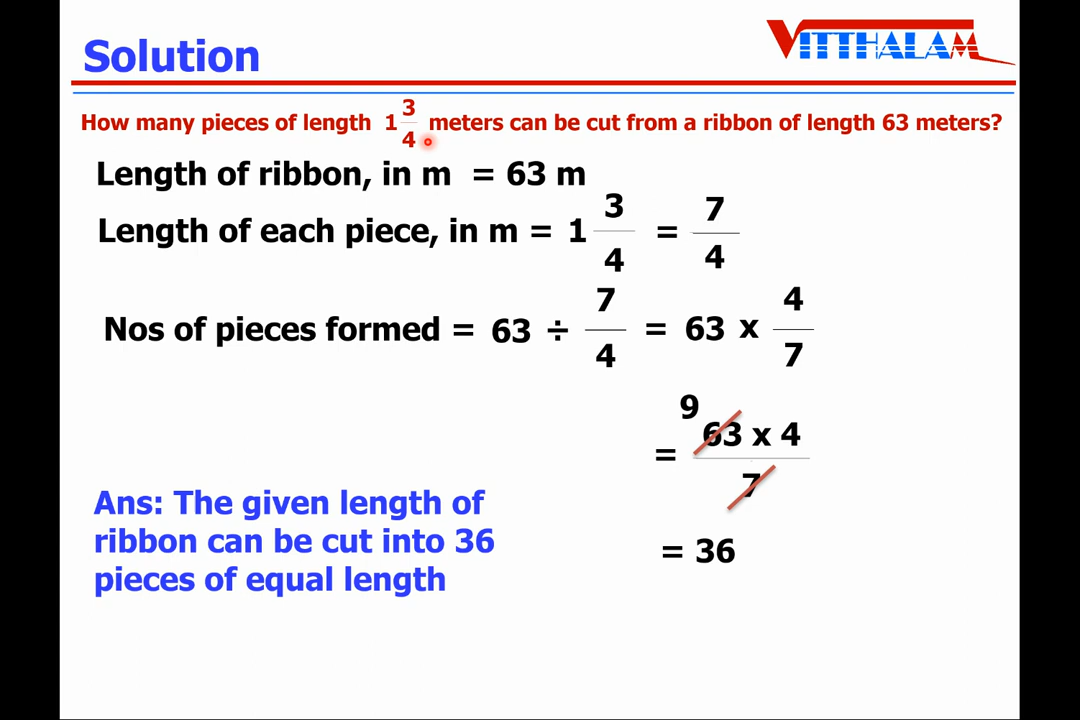 Solution
VITTHALAM
How many pieces of length 1 3/4 meters can be cut from a ribbon of length 63 meters?
Length of ribbon, in m = 63 m
Length of each piece, in m = 1 3/4 = 7/4
Nos of pieces formed = 63 ÷ 7/4 = 63 x 4/7
9
= 63 x 4
7
= 36
Ans: The given length of
ribbon can be cut into 36
pieces of equal length